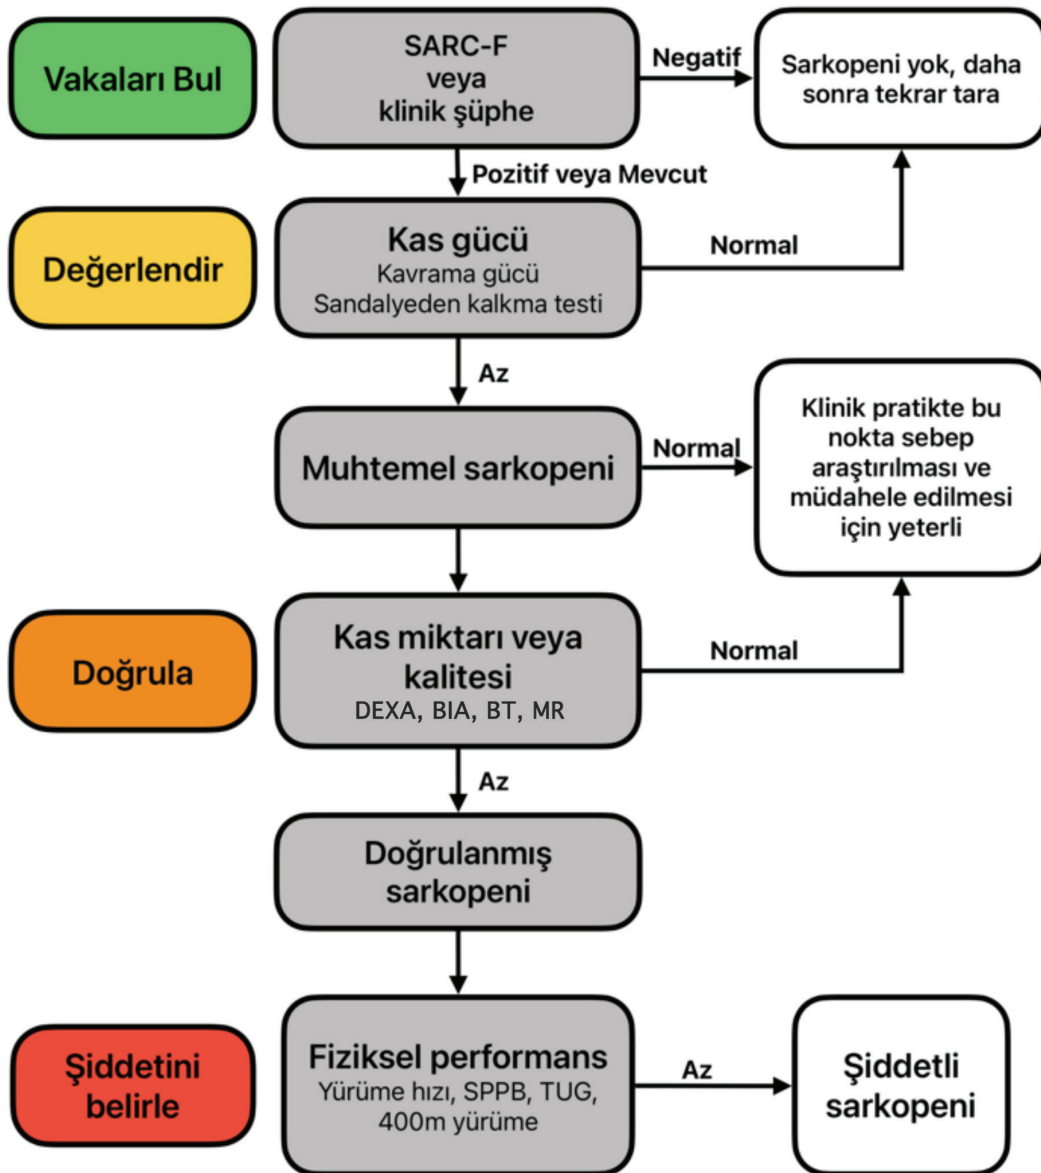 Vakaları Bul
SARC-F
veya
klinik şüphe
Negatif
Sarkopeni yok, daha
sonra tekrar tara
Pozitif veya Mevcut
Değerlendir
Kas gücü
Kavrama gücü
Sandalyeden kalkma testi
Normal
Az
Muhtemel sarkopeni
Normal
Klinik pratikte bu
nokta sebep
araştırılması ve
müdahele edilmesi
için yeterli
Doğrula
Kas miktarı veya
kalitesi
DEXA, BIA, BT, MR
Normal
Az
Doğrulanmış
sarkopeni
Şiddetini
belirle
Fiziksel performans
Yürüme hızı, SPPB, TUG,
400m yürüme
Az
Şiddetli
sarkopeni